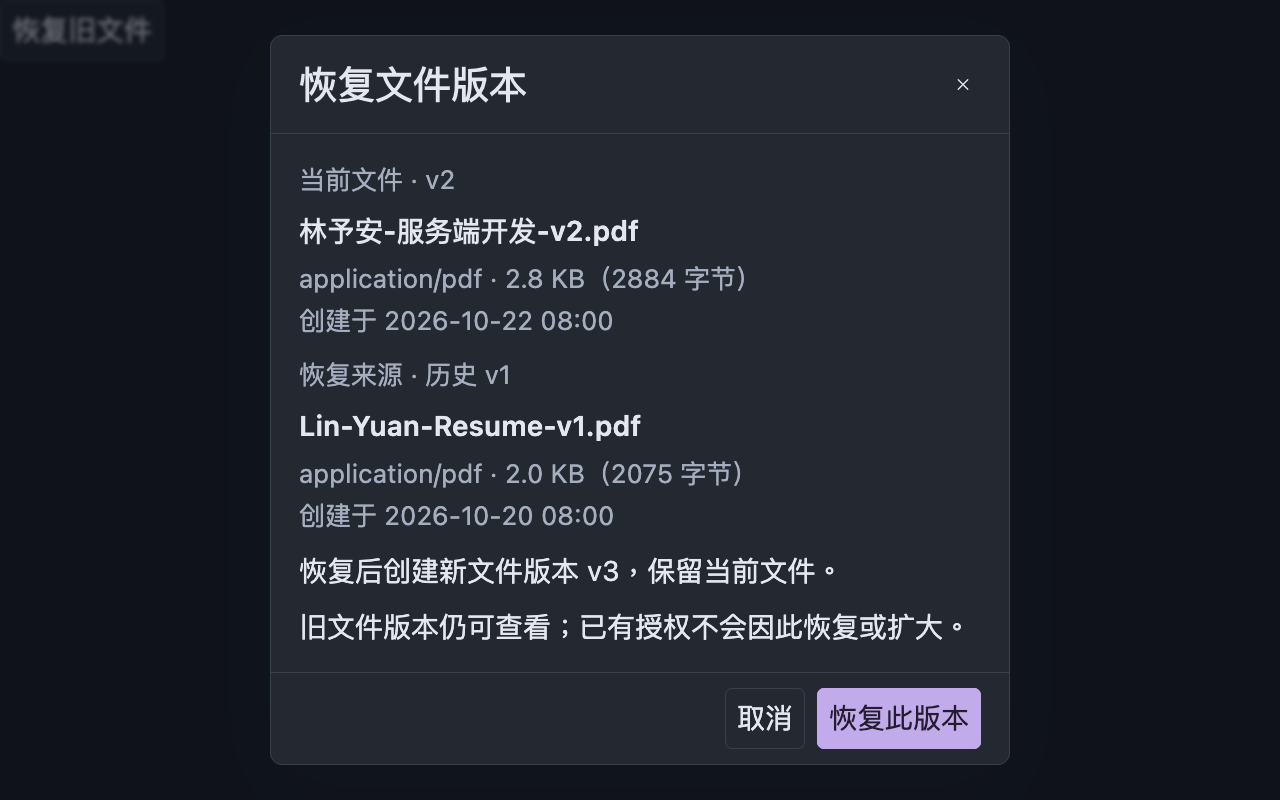 恢复旧文件
恢复文件版本
×
当前文件 · v2
林予安-服务端开发-v2.pdf
application/pdf · 2.8 KB（2884 字节）
创建于 2026-10-22 08:00
恢复来源 · 历史 v1
Lin-Yuan-Resume-v1.pdf
application/pdf · 2.0 KB（2075 字节）
创建于 2026-10-20 08:00
恢复后创建新文件版本 v3，保留当前文件。
旧文件版本仍可查看；已有授权不会因此恢复或扩大。
取消
恢复此版本